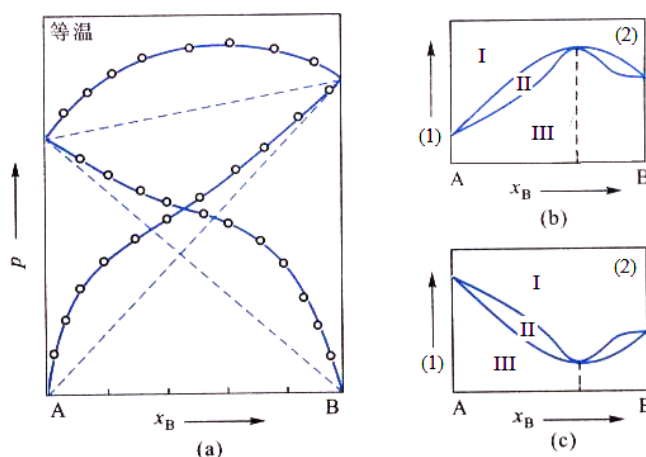 等温
p
A
B
x_B
(a)
(1)
I
II
III
(2)
A
B
x_B
(b)
(1)
I
II
III
(2)
A
B
x_B
(c)